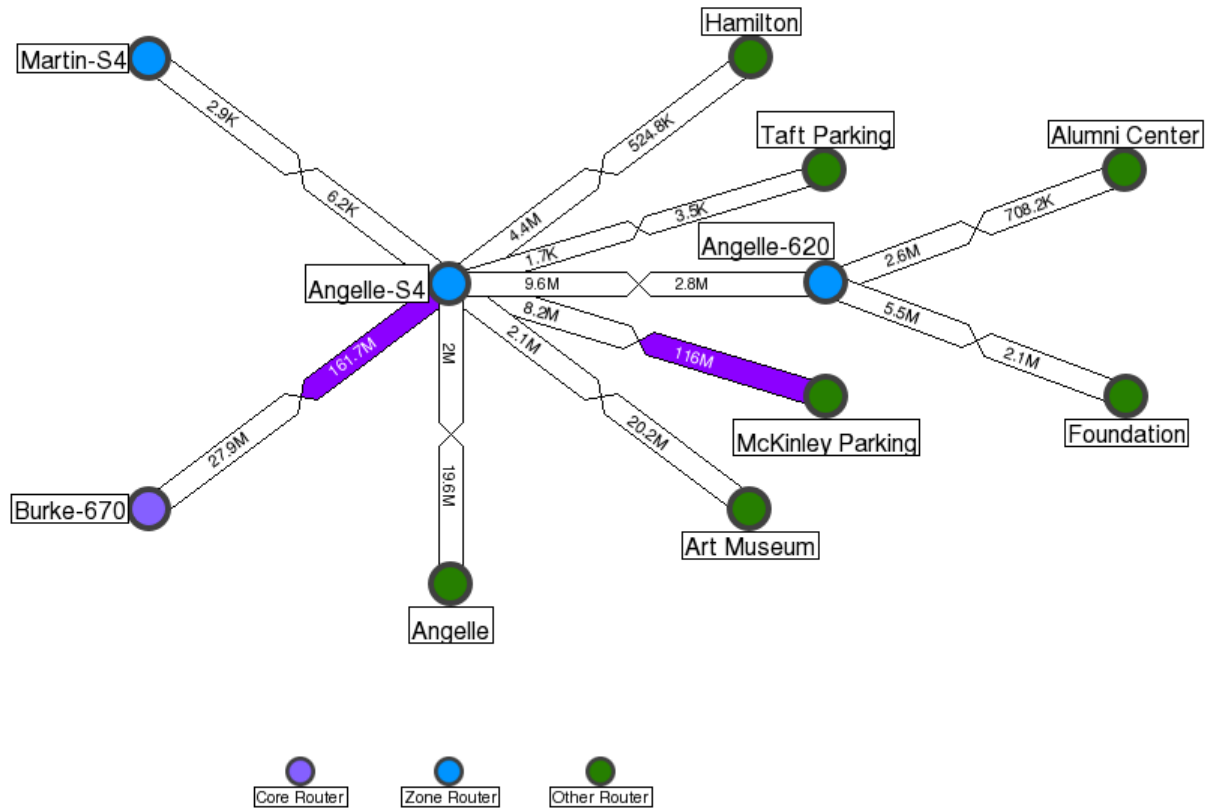 Hamilton
Martin-S4
2.9K
524.8K
Taft Parking
Alumni Center
6.2K
4.4M
3.5K
708.2K
1.7K
Angelle-620
2.6M
Angelle-S4
9.6M
2.8M
8.2M
5.5M
2.1M
2M
161.7M
116M
2.1M
20.2M
McKinley Parking
Foundation
27.9M
19.6M
Burke-670
Art Museum
Angelle
Core Router
Zone Router
Other Router